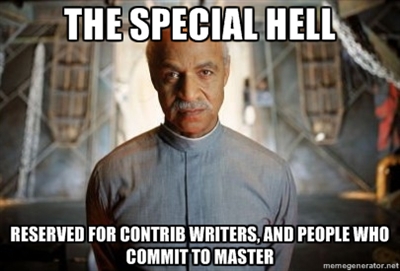 THE SPECIAL HELL
RESERVED FOR CONTRIB WRITERS, AND PEOPLE WHO
COMMIT TO MASTER
memegenerator.net